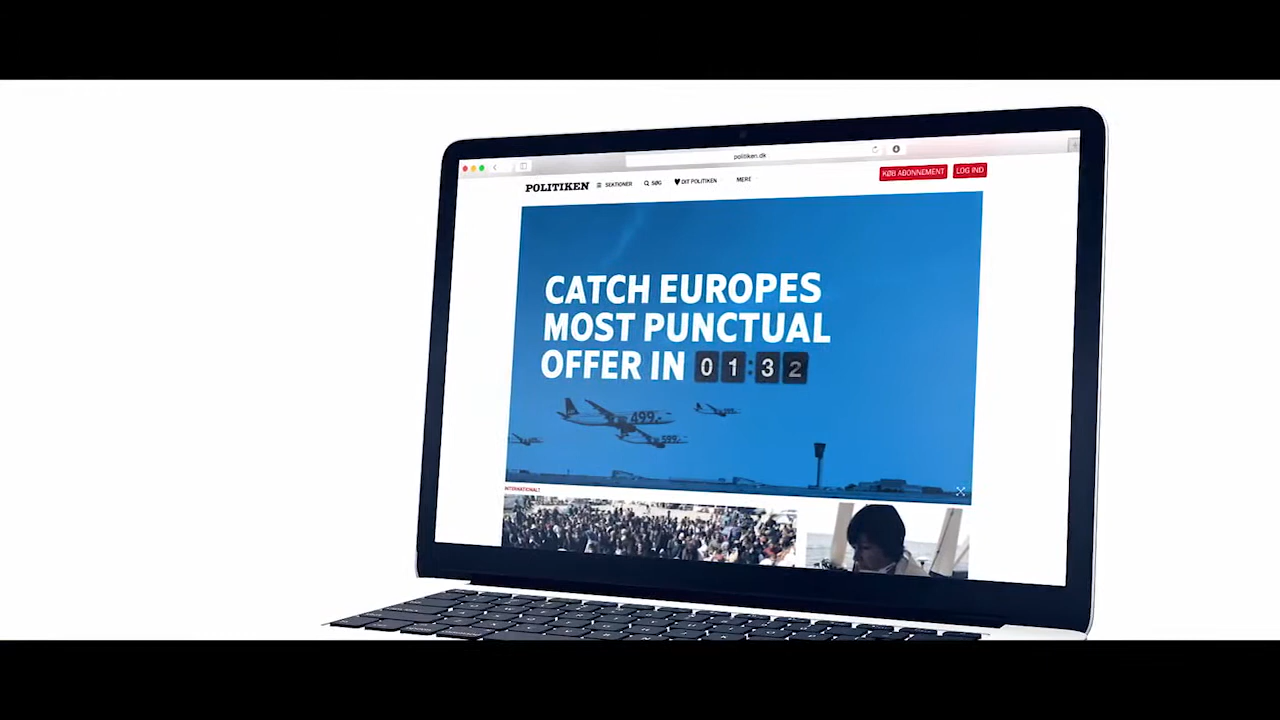 politiken.dk
POLITIKEN
SEKTIONER
SØG
DIT POLITIKEN
MERE
KØB ABONNEMENT
LOG IND
CATCH EUROPES
MOST PUNCTUAL
OFFER IN 01:32
499.-
599.-
INTERNATIONALT